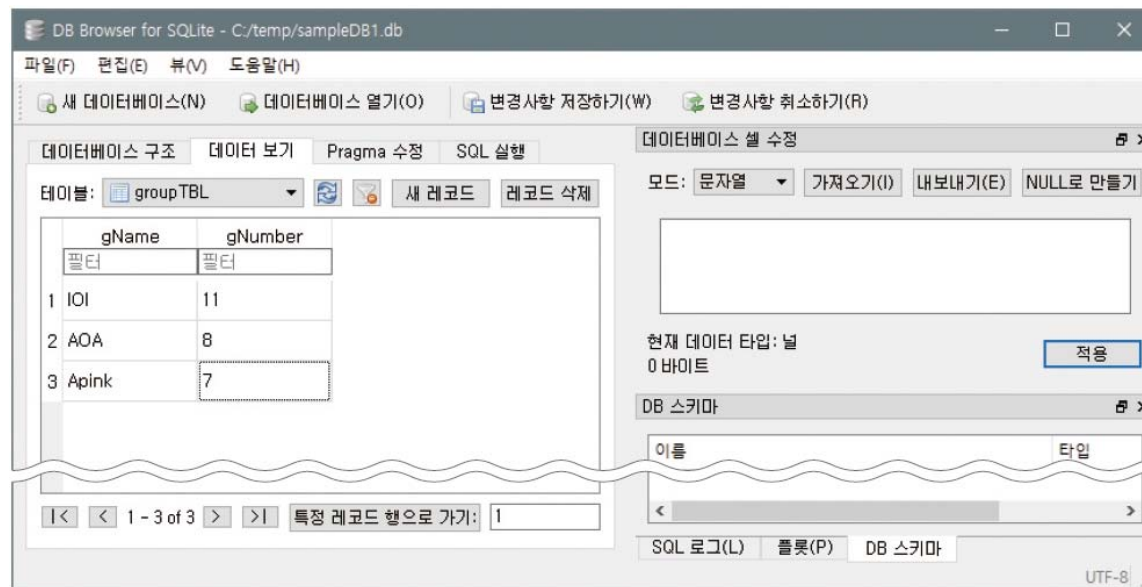 DB Browser for SQLite - C:/temp/sampleDB1.db
파일(F) 편집(E) 뷰(V) 도움말(H)
새 데이터베이스(N) 데이터베이스 열기(O) 변경사항 저장하기(W) 변경사항 취소하기(R)
데이터베이스 구조 데이터 보기 Pragma 수정 SQL 실행
테이블: groupTBL 새 레코드 레코드 삭제
gName gNumber
필터 필터
1 IOI 11
2 AOA 8
3 Apink 7
1 - 3 of 3 특정 레코드 행으로 가기: 1
데이터베이스 셀 수정
모드: 문자열 가져오기(I) 내보내기(E) NULL로 만들기
현재 데이터 타입: 널
0 바이트
적용
DB 스키마
이름 타입
SQL 로그(L) 플롯(P) DB 스키마
UTF-8